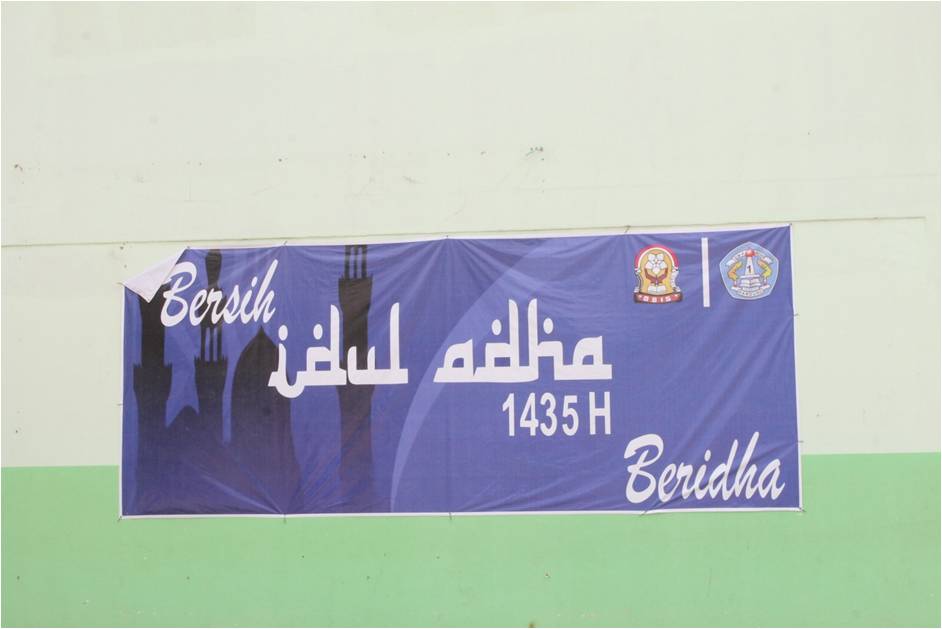 Bersih
idul adha
1435 H
Beridha